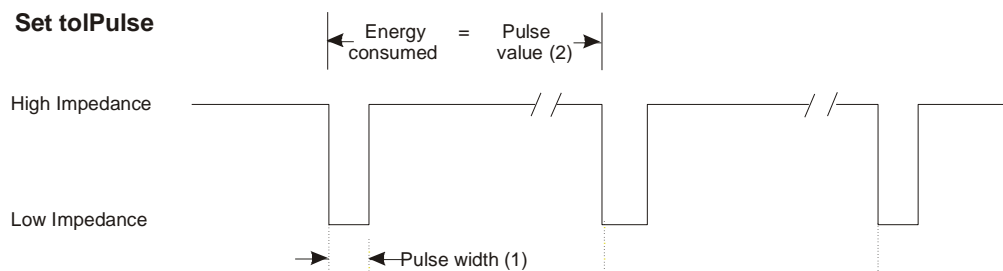 Set tolPulse
Energy = Pulse
consumed value (2)
High Impedance
Low Impedance
Pulse width (1)